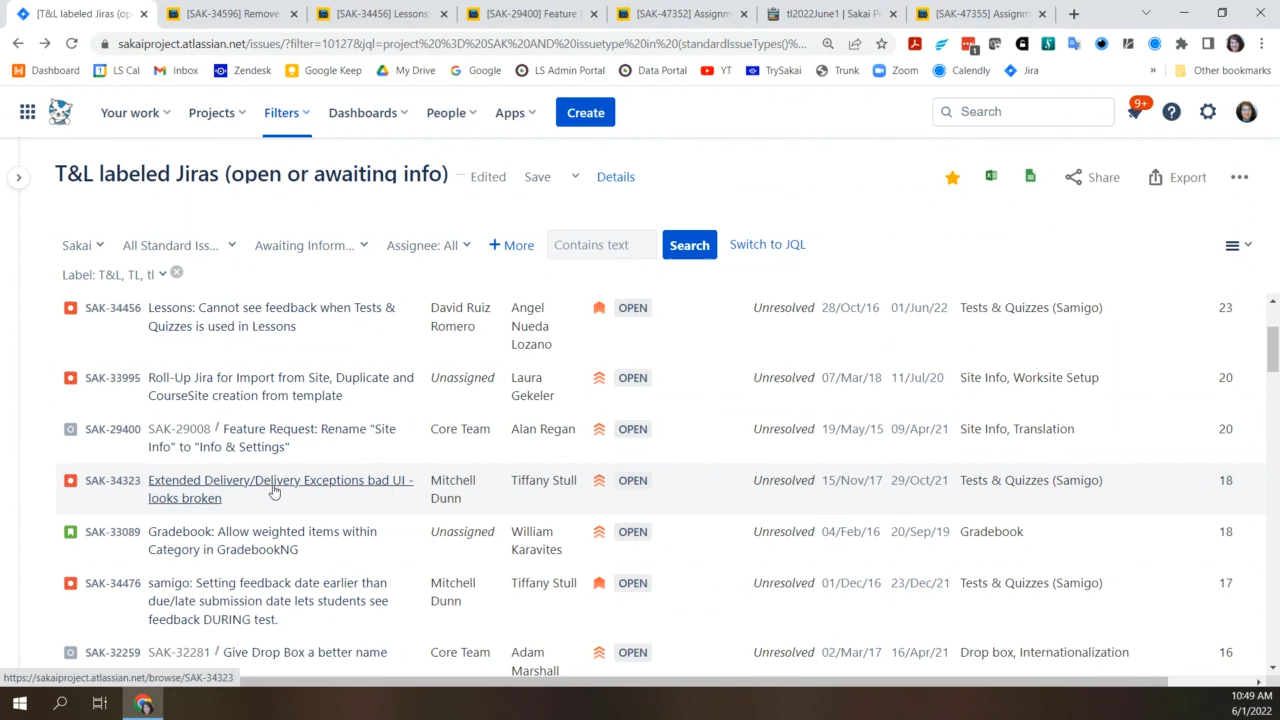 [T&L labeled Jiras (op
[SAK-34596] Remove
[SAK-34456] Lessons:
[SAK-29400] Feature
[SAK-47352] Assignm
tl2022June1 | Sakai P
[SAK-47355] Assignm
sakaiproject.atlassian.net/issues/?filter=10127&jql=project%20%3D%20SAK%20AND%20issuetype%20in%20(standardIssueTypes()%...
Dashboard
LS Cal
Inbox
Zendesk
Google Keep
My Drive
Google
LS Admin Portal
Data Portal
YT
TrySakai
Trunk
Zoom
Calendly
Jira
»
Other bookmarks
Your work
Projects
Filters
Dashboards
People
Apps
Create
Search
9+
T&L labeled Jiras (open or awaiting info)
Edited
Save
Details
Share
Export
Sakai
All Standard Iss...
Awaiting Inform...
Assignee: All
+ More
Contains text
Search
Switch to JQL
Label: T&L, TL, tl
SAK-34456 Lessons: Cannot see feedback when Tests & David Ruiz Angel OPEN Unresolved 28/Oct/16 01/Jun/22 Tests & Quizzes (Samigo) 23
Quizzes is used in Lessons Romero Nueda
Lozano
SAK-33995 Roll-Up Jira for Import from Site, Duplicate and Unassigned Laura OPEN Unresolved 07/Mar/18 11/Jul/20 Site Info, Worksite Setup 20
CourseSite creation from template Gekeler
SAK-29400 SAK-29008 / Feature Request: Rename "Site Core Team Alan Regan OPEN Unresolved 19/May/15 09/Apr/21 Site Info, Translation 20
Info" to "Info & Settings"
SAK-34323 Extended Delivery/Delivery Exceptions bad UI - Mitchell Tiffany Stull OPEN Unresolved 15/Nov/17 29/Oct/21 Tests & Quizzes (Samigo) 18
looks broken Dunn
SAK-33089 Gradebook: Allow weighted items within Unassigned William OPEN Unresolved 04/Feb/16 20/Sep/19 Gradebook 18
Category in GradebookNG Karavites
SAK-34476 samigo: Setting feedback date earlier than Mitchell Tiffany Stull OPEN Unresolved 01/Dec/16 23/Dec/21 Tests & Quizzes (Samigo) 17
due/late submission date lets students see Dunn
feedback DURING test.
SAK-32259 SAK-32281 / Give Drop Box a better name Core Team Adam OPEN Unresolved 02/Mar/17 16/Apr/21 Drop box, Internationalization 16
Marshall
https://sakaiproject.atlassian.net/browse/SAK-34323
10:49 AM
6/1/2022